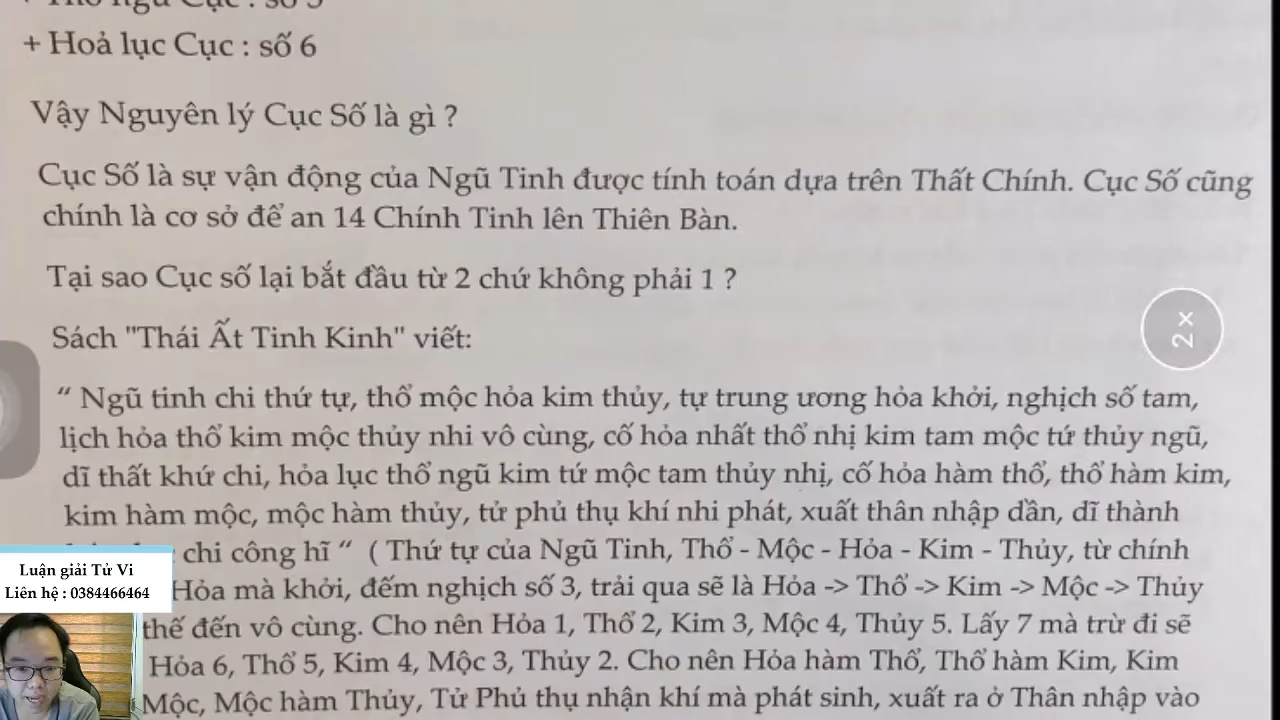 + Thổ ngũ Cục : số 5
+ Hoả lục Cục : số 6
Vậy Nguyên lý Cục Số là gì ?
Cục Số là sự vận động của Ngũ Tinh được tính toán dựa trên Thất Chính. Cục Số cũng
chính là cơ sở để an 14 Chính Tinh lên Thiên Bàn.
Tại sao Cục số lại bắt đầu từ 2 chứ không phải 1 ?
Sách "Thái Ất Tinh Kinh" viết:
“ Ngũ tinh chi thứ tự, thổ mộc hỏa kim thủy, tự trung ương hỏa khởi, nghịch số tam,
lịch hỏa thổ kim mộc thủy nhi vô cùng, cố hỏa nhất thổ nhị kim tam mộc tứ thủy ngũ,
dĩ thất khứ chi, hỏa lục thổ ngũ kim tứ mộc tam thủy nhị, cố hỏa hàm thổ, thổ hàm kim,
kim hàm mộc, mộc hàm thủy, tử phủ thụ khí nhi phát, xuất thân nhập dần, dĩ thành
chi công hĩ “ ( Thứ tự của Ngũ Tinh, Thổ - Mộc - Hỏa - Kim - Thủy, từ chính
Hỏa mà khởi, đếm nghịch số 3, trải qua sẽ là Hỏa -> Thổ -> Kim -> Mộc -> Thủy
thế đến vô cùng. Cho nên Hỏa 1, Thổ 2, Kim 3, Mộc 4, Thủy 5. Lấy 7 mà trừ đi sẽ
Hỏa 6, Thổ 5, Kim 4, Mộc 3, Thủy 2. Cho nên Hỏa hàm Thổ, Thổ hàm Kim, Kim
Mộc, Mộc hàm Thủy, Tử Phủ thụ nhận khí mà phát sinh, xuất ra ở Thân nhập vào
2 ×
Luận giải Tử Vi
Liên hệ : 0384466464